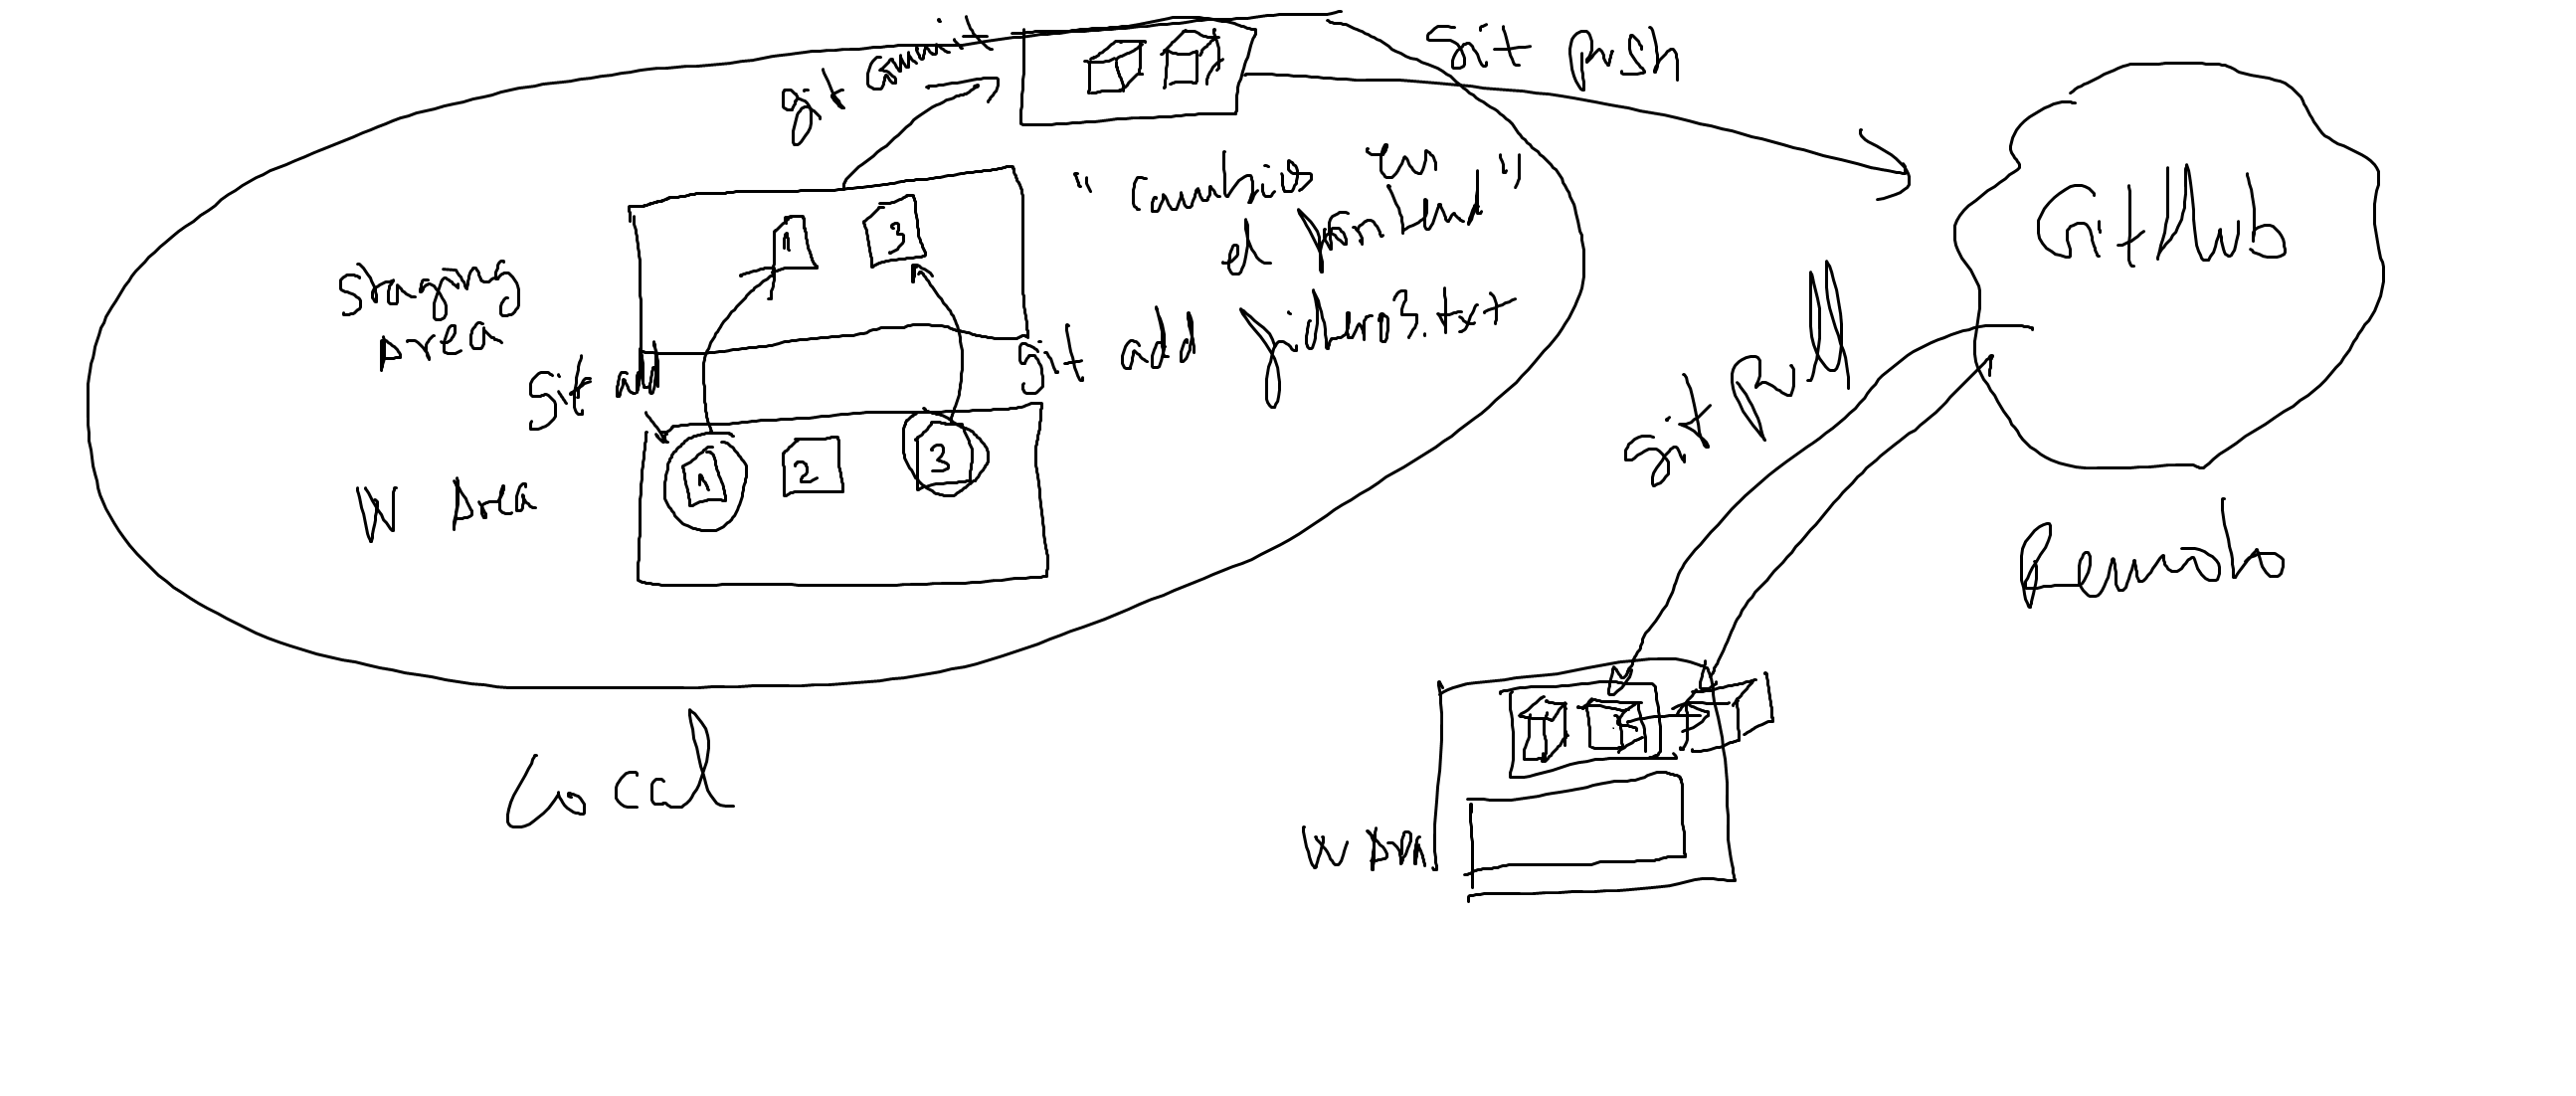 git commit
git push
"cambios en
el frontend"
GitHub
1 3
staging
Area
git add
git add fichero3.txt
git pull
1 2 3
W Area
Remoto
Local
W Area